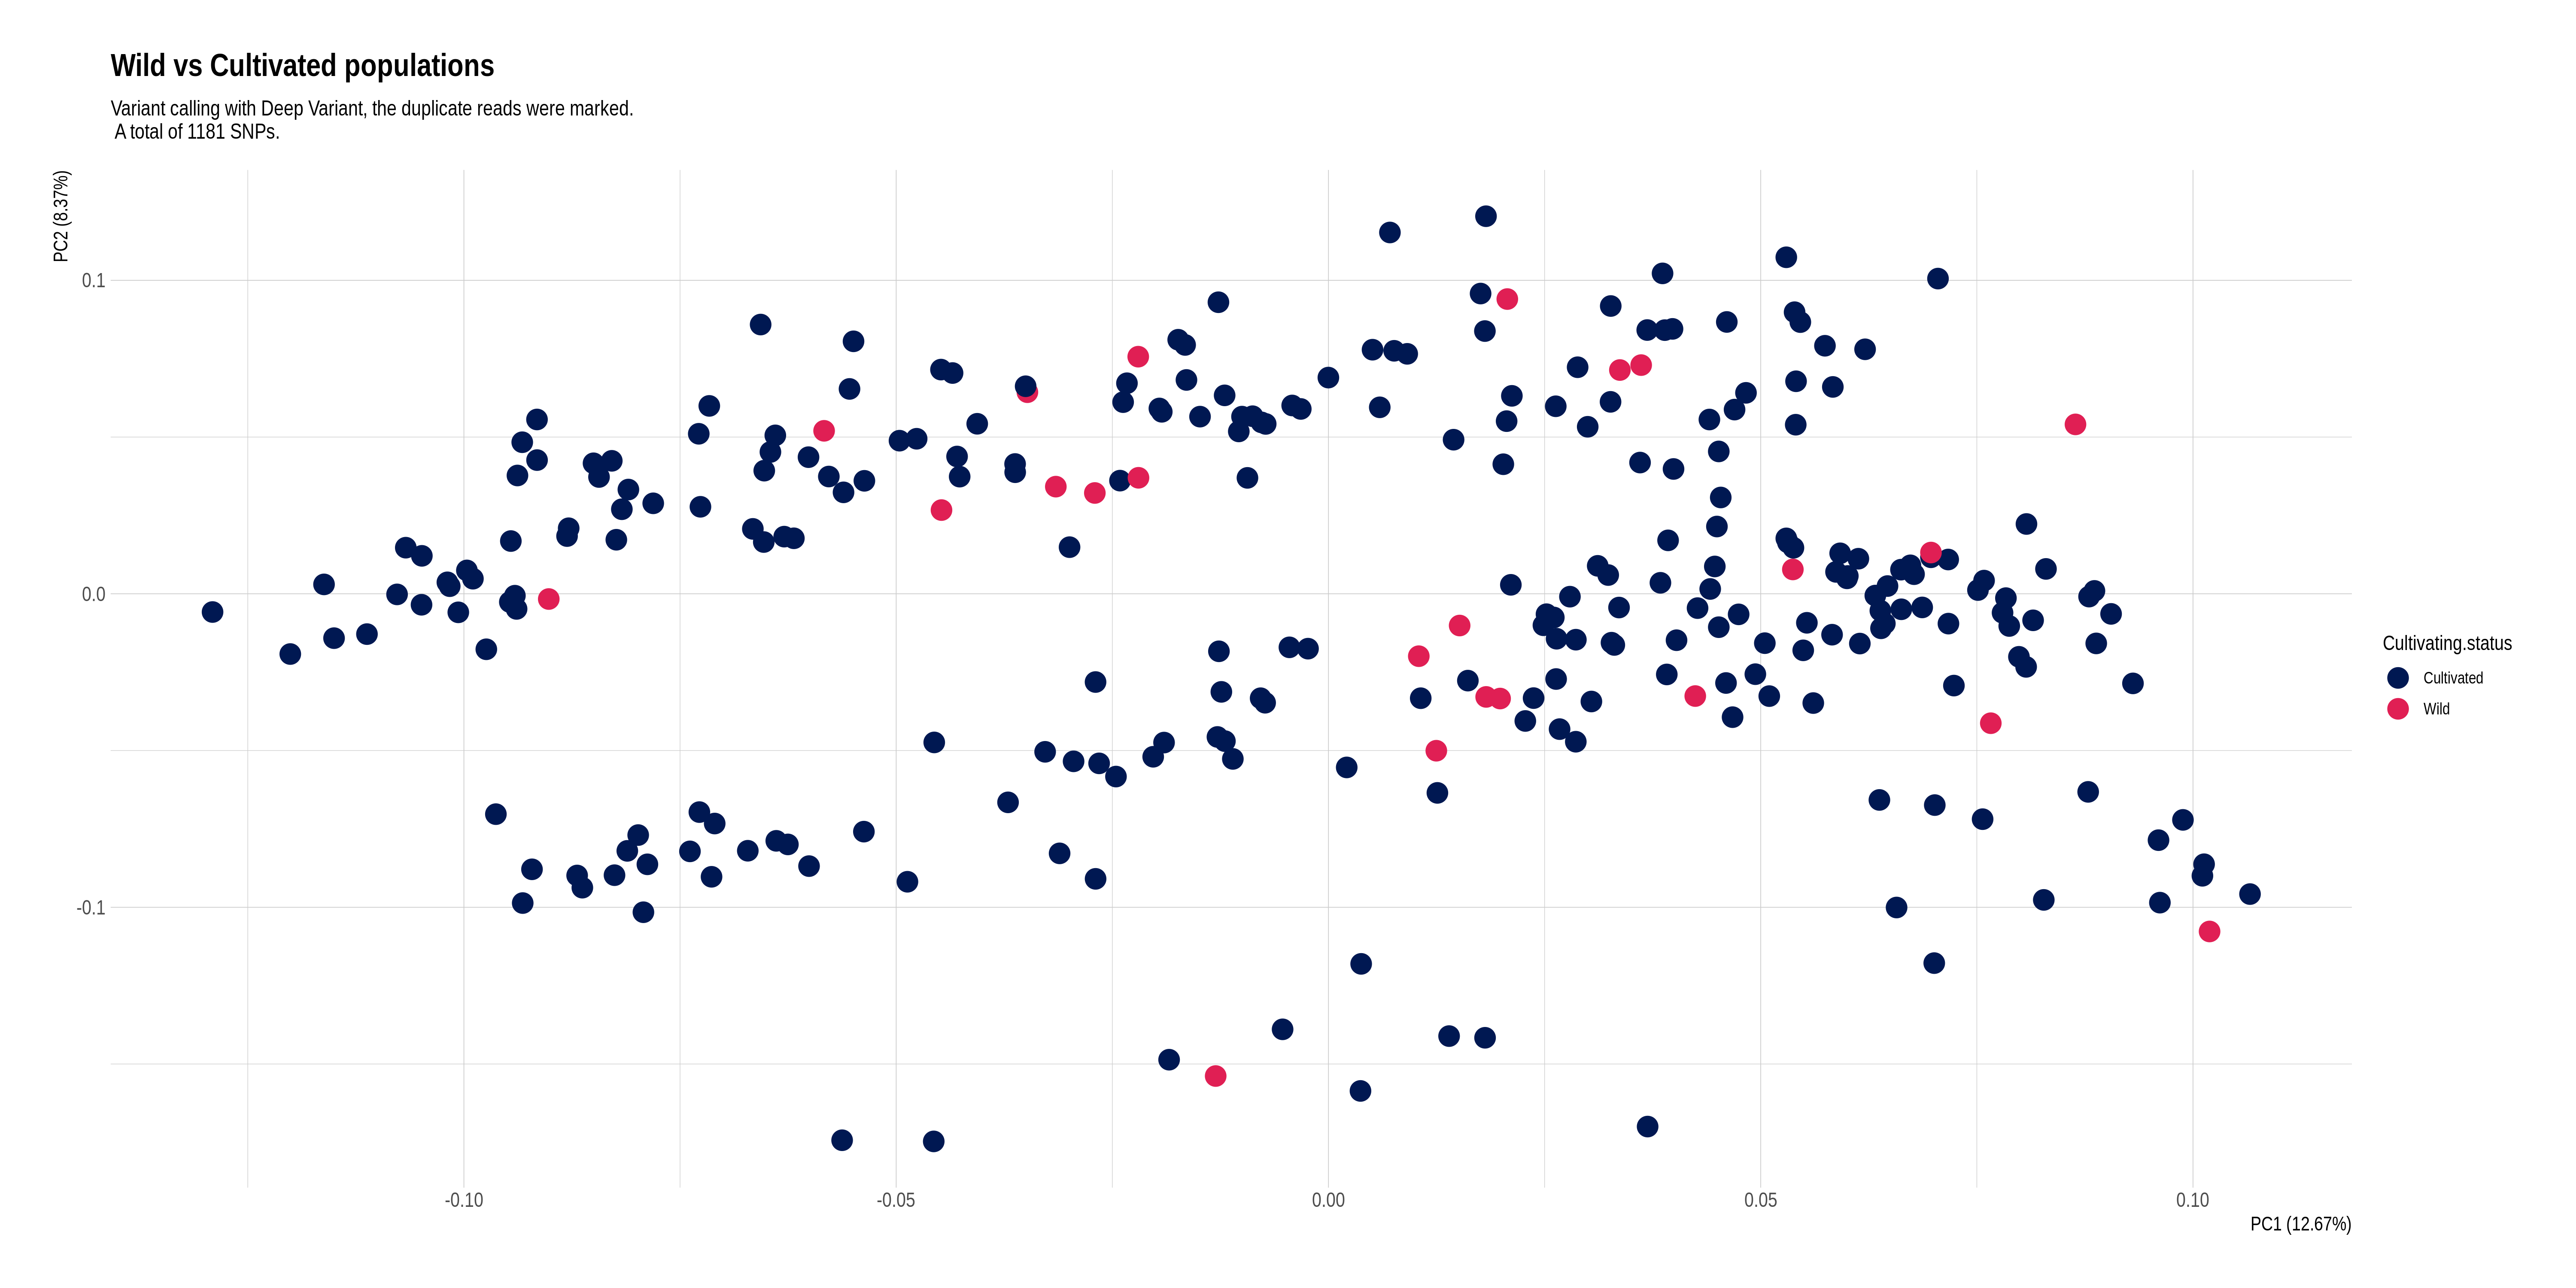 Wild vs Cultivated populations
Variant calling with Deep Variant, the duplicate reads were marked.
A total of 1181 SNPs.
PC2 (8.37%)
0.1
0.0
-0.1
-0.10
-0.05
0.00
0.05
0.10
PC1 (12.67%)
Cultivating.status
Cultivated
Wild